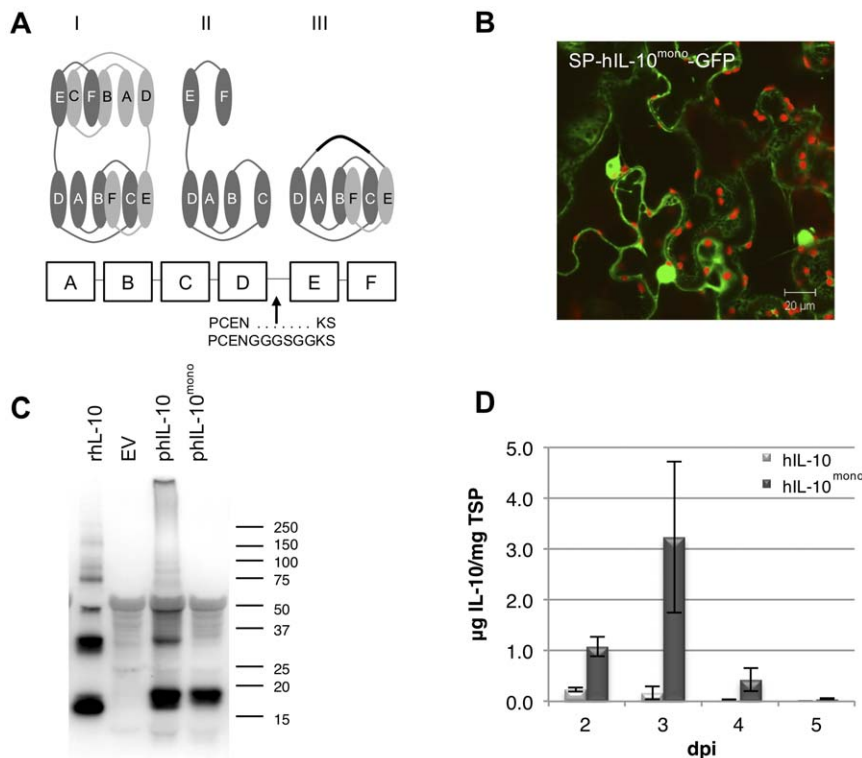 A
I II III
E C F B A D
E F
D A B F C E
D A B C
D A B F C E
A B C D E F
PCEN . . . . . . . KS
PCENGGGSGGKS
B
SP-hIL-10mono-GFP
20 µm
C
rhL-10
EV
phIL-10
phIL-10mono
250
150
100
75
50
37
25
20
15
D
µg IL-10/mg TSP
5.0
4.0
3.0
2.0
1.0
0.0
hIL-10
hIL-10mono
2 3 4 5
dpi